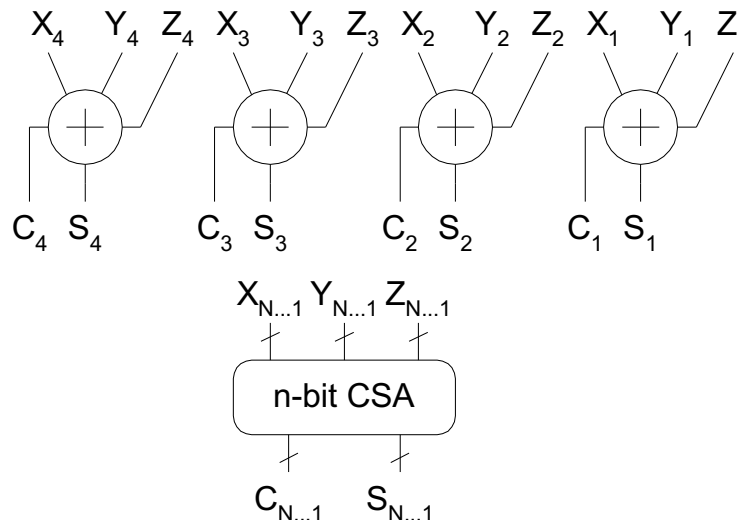 X4 Y4 Z4 X3 Y3 Z3 X2 Y2 Z2 X1 Y1 Z
C4 S4 C3 S3 C2 S2 C1 S1
XN...1 YN...1 ZN...1
n-bit CSA
CN...1 SN...1